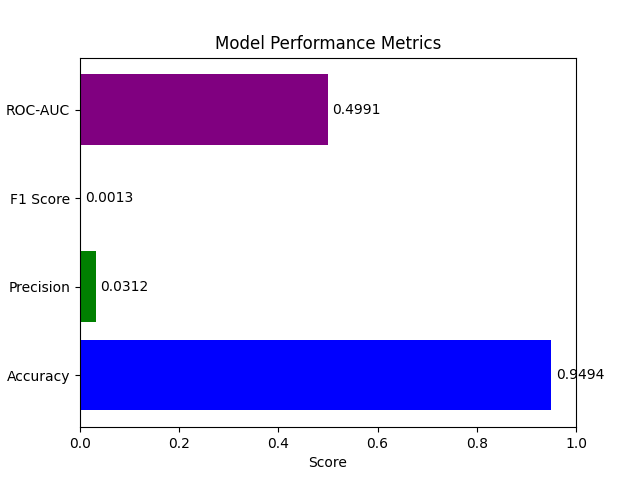 Model Performance Metrics
ROC-AUC
0.4991
F1 Score
0.0013
Precision
0.0312
Accuracy
0.9494
0.0 0.2 0.4 0.6 0.8 1.0
Score